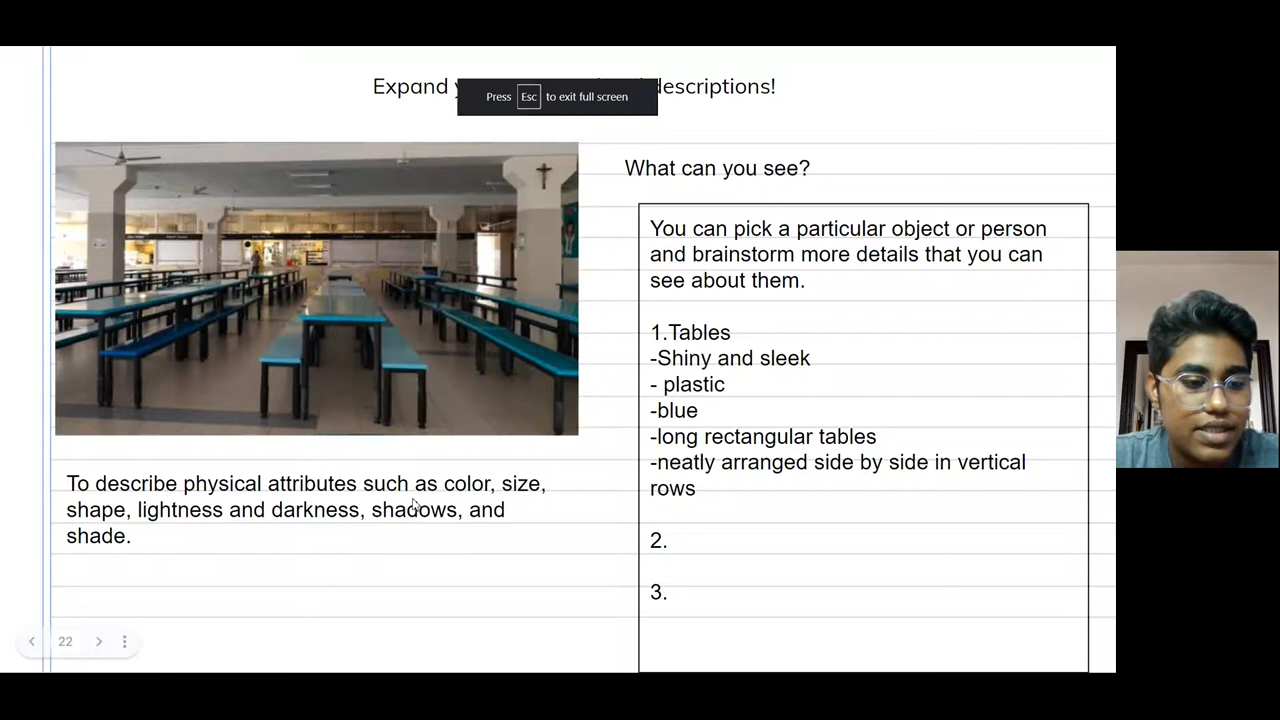 Expand
descriptions!
Press Esc to exit full screen
What can you see?
You can pick a particular object or person
and brainstorm more details that you can
see about them.
1.Tables
-Shiny and sleek
- plastic
-blue
-long rectangular tables
-neatly arranged side by side in vertical
rows
2.
3.
To describe physical attributes such as color, size,
shape, lightness and darkness, shadows, and
shade.
22